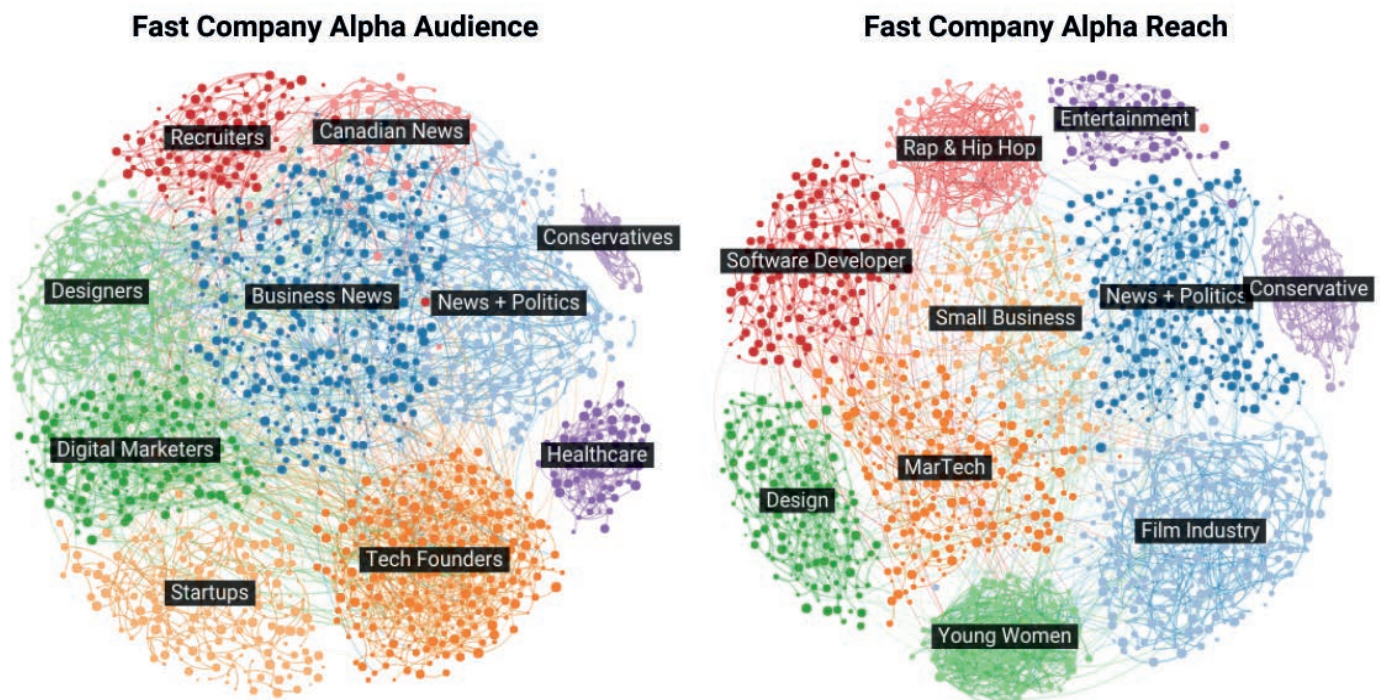 Fast Company Alpha Audience
Recruiters
Canadian News
Conservatives
Designers
Business News
News + Politics
Digital Marketers
Healthcare
Tech Founders
Startups
Fast Company Alpha Reach
Entertainment
Rap & Hip Hop
Software Developer
News + Politics
Conservative
Small Business
MarTech
Design
Film Industry
Young Women